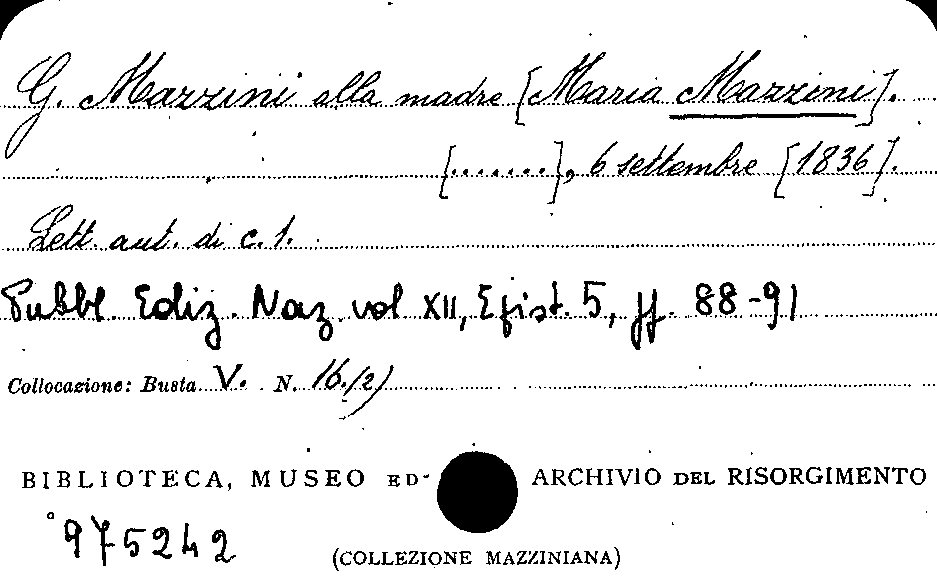 G. Mazzini alla madre [Maria Mazzini].
[.......], 6 settembre [1836].
Lett. aut. di c. 1.
Pubbl. Ediz. Naz. vol XII, Epist. 5, pp. 88-91
Collocazione: Busta V. N. 16./2)
BIBLIOTECA, MUSEO ED ARCHIVIO DEL RISORGIMENTO
975242
(COLLEZIONE MAZZINIANA)